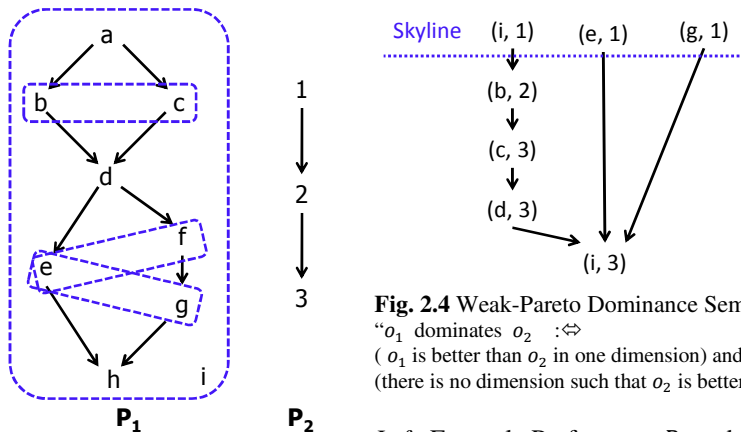 a
b c
d
f
e
g
h i
P1
1
2
3
P2
Skyline (i, 1) (e, 1) (g, 1)
(b, 2)
(c, 3)
(d, 3)
(i, 3)
Fig. 2.4 Weak-Pareto Dominance Sem
“o1 dominates o2 :⇔
( o1 is better than o2 in one dimension) and
(there is no dimension such that o2 is better